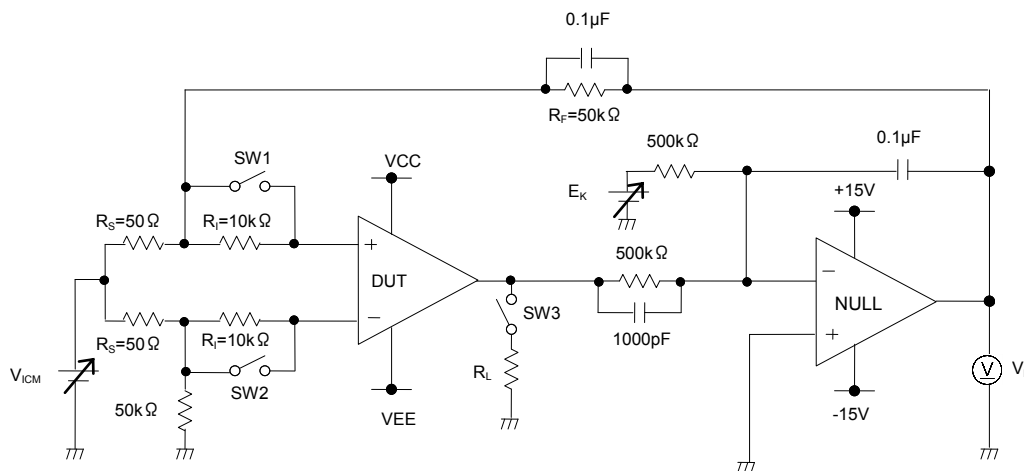 0.1µF
R_F=50kΩ
500kΩ
0.1µF
SW1
VCC
E_K
+15V
R_S=50Ω
R_I=10kΩ
500kΩ
+
−
DUT
NULL
−
+
SW3
1000pF
R_S=50Ω
R_I=10kΩ
V_ICM
SW2
R_L
V
V
50kΩ
VEE
-15V